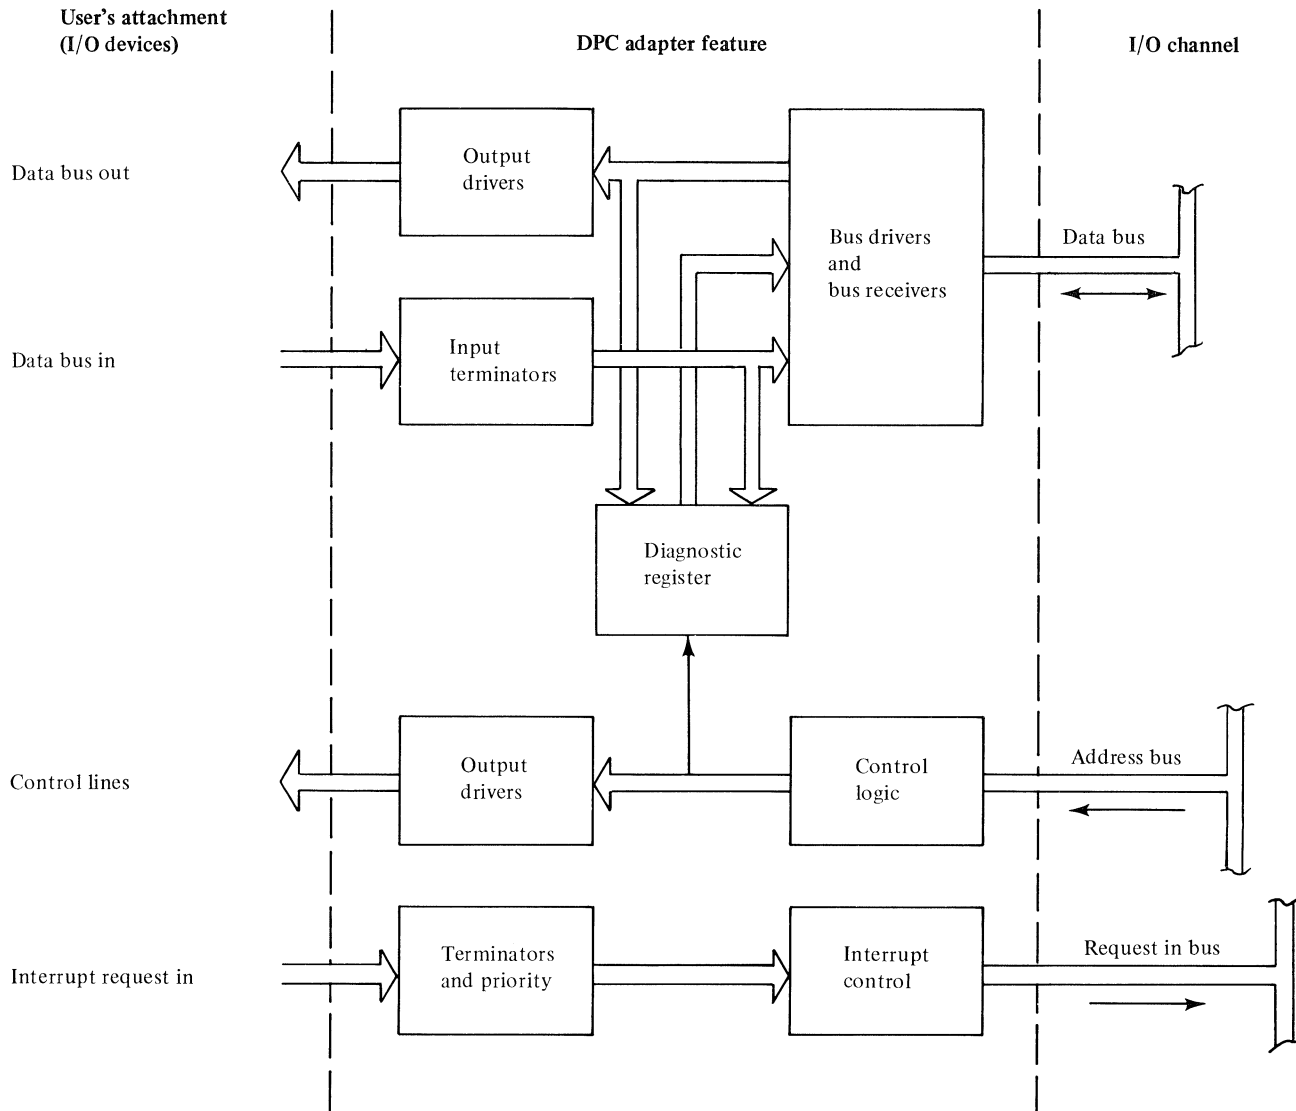 User's attachment
(I/O devices)
DPC adapter feature
I/O channel
Data bus out
Output
drivers
Bus drivers
and
bus receivers
Data bus
Data bus in
Input
terminators
Diagnostic
register
Control lines
Output
drivers
Control
logic
Address bus
Interrupt request in
Terminators
and priority
Interrupt
control
Request in bus